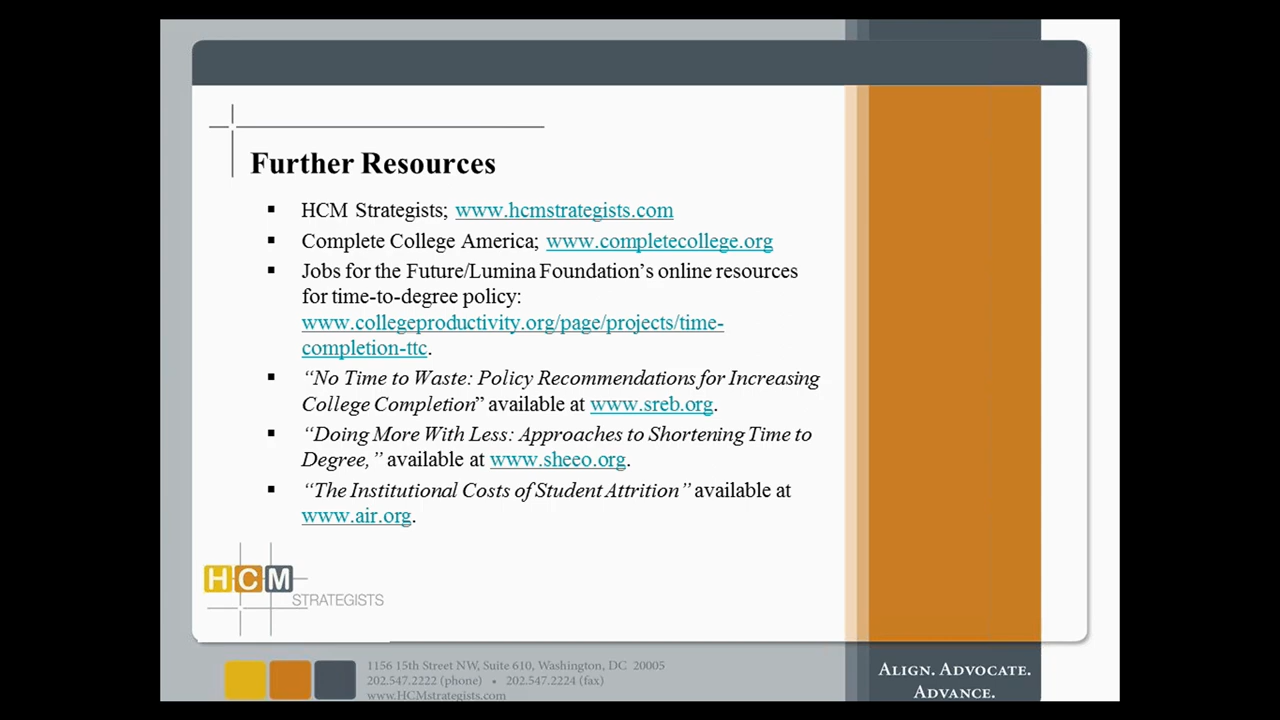 Further Resources
▪ HCM Strategists; www.hcmstrategists.com
▪ Complete College America; www.completecollege.org
▪ Jobs for the Future/Lumina Foundation’s online resources
for time-to-degree policy:
www.collegeproductivity.org/page/projects/time-
completion-ttc.
▪ “No Time to Waste: Policy Recommendations for Increasing
College Completion” available at www.sreb.org.
▪ “Doing More With Less: Approaches to Shortening Time to
Degree,” available at www.sheeo.org.
▪ “The Institutional Costs of Student Attrition” available at
www.air.org.
HCM
STRATEGISTS
1156 15th Street NW, Suite 610, Washington, DC 20005
202.547.2222 (phone) • 202.547.2224 (fax)
www.HCMstrategists.com
ALIGN. ADVOCATE.
ADVANCE.